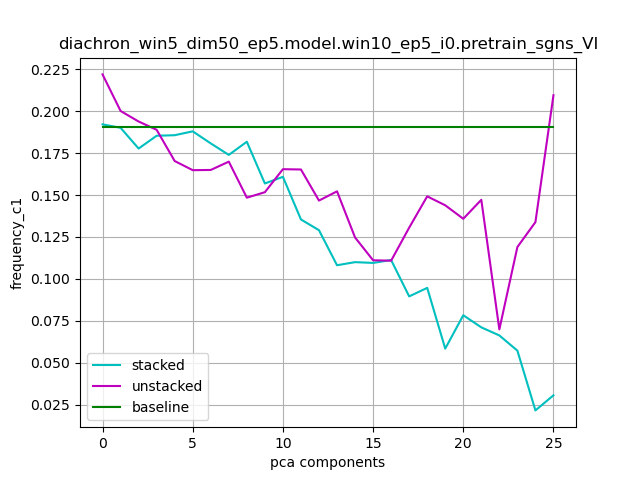 diachron_win5_dim50_ep5.model.win10_ep5_i0.pretrain_sgns_VI
0.225
0.200
0.175
0.150
0.125
0.100
0.075
0.050
0.025
frequency_c1
stacked
unstacked
baseline
0 5 10 15 20 25
pca components